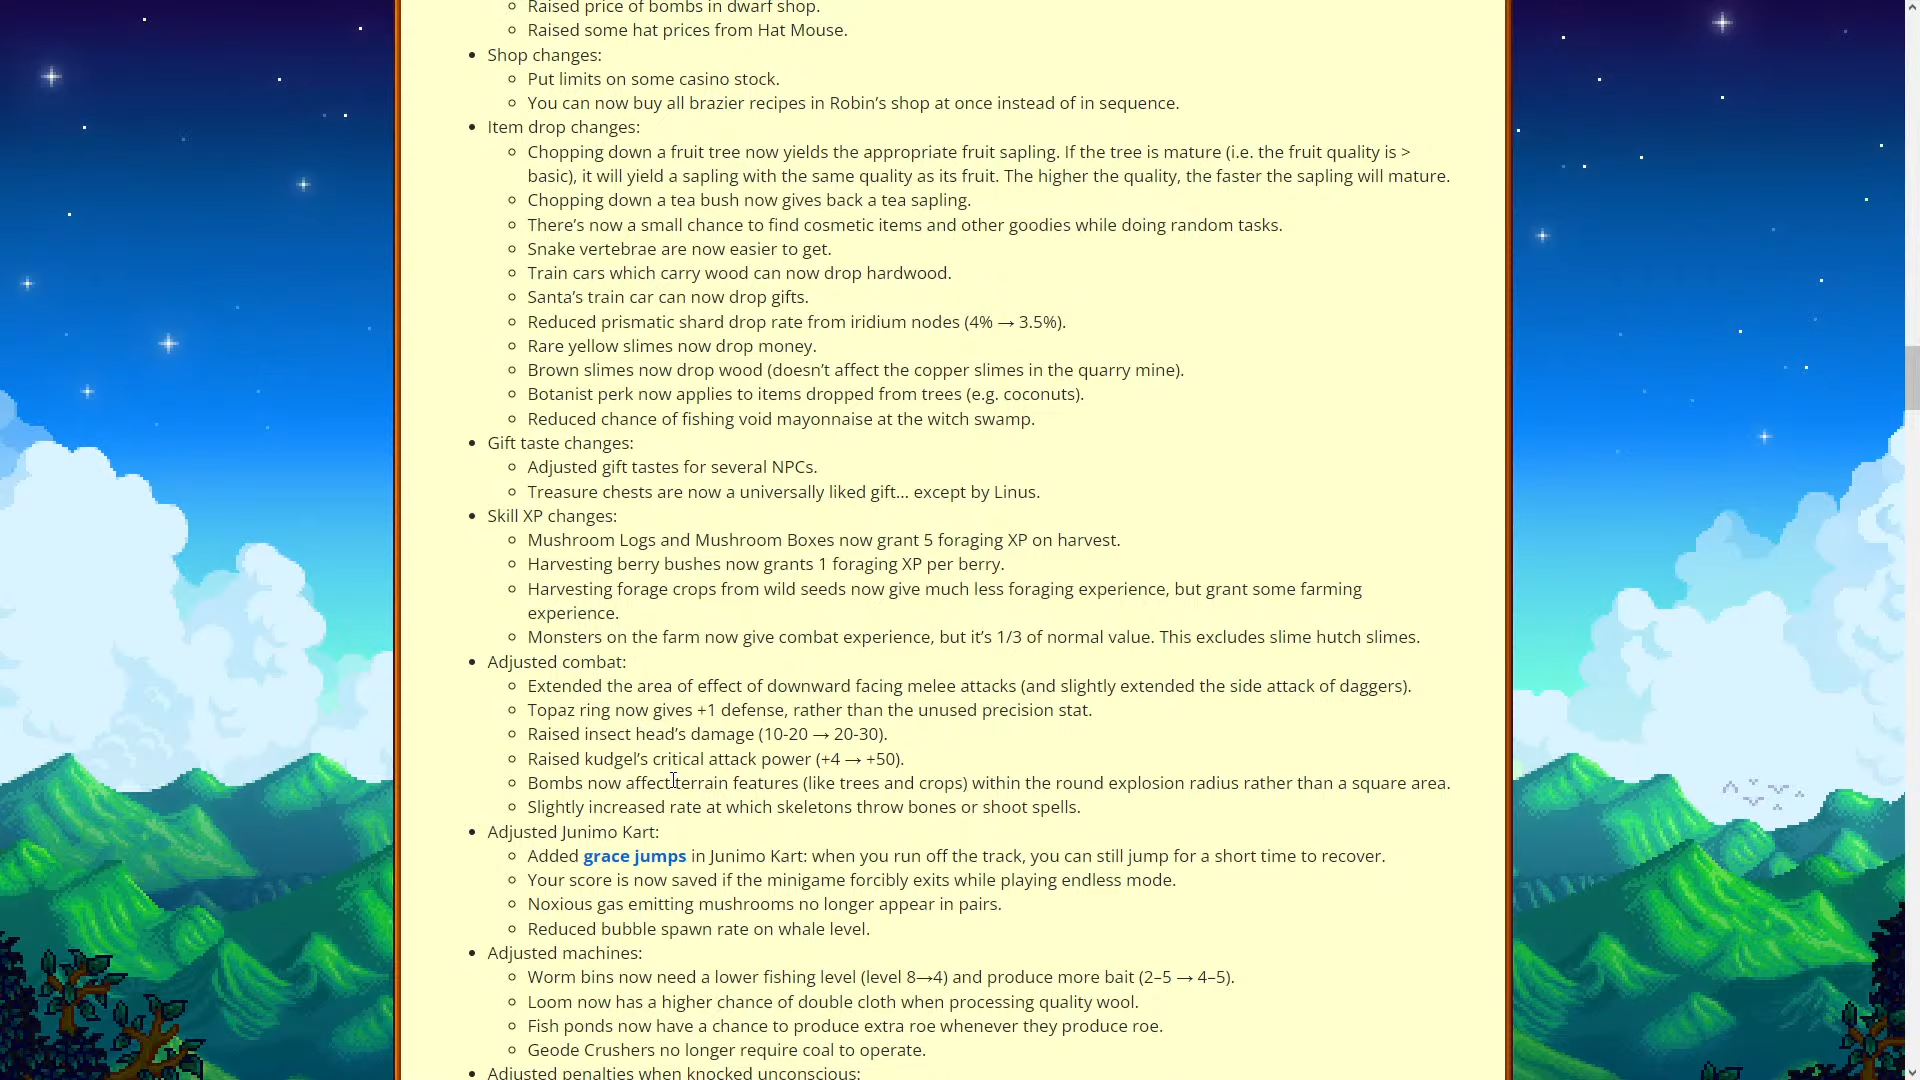 Raised price of bombs in dwarf shop.
Raised some hat prices from Hat Mouse.
Shop changes:
Put limits on some casino stock.
You can now buy all brazier recipes in Robin’s shop at once instead of in sequence.
Item drop changes:
Chopping down a fruit tree now yields the appropriate fruit sapling. If the tree is mature (i.e. the fruit quality is >
basic), it will yield a sapling with the same quality as its fruit. The higher the quality, the faster the sapling will mature.
Chopping down a tea bush now gives back a tea sapling.
There’s now a small chance to find cosmetic items and other goodies while doing random tasks.
Snake vertebrae are now easier to get.
Train cars which carry wood can now drop hardwood.
Santa’s train car can now drop gifts.
Reduced prismatic shard drop rate from iridium nodes (4% → 3.5%).
Rare yellow slimes now drop money.
Brown slimes now drop wood (doesn’t affect the copper slimes in the quarry mine).
Botanist perk now applies to items dropped from trees (e.g. coconuts).
Reduced chance of fishing void mayonnaise at the witch swamp.
Gift taste changes:
Adjusted gift tastes for several NPCs.
Treasure chests are now a universally liked gift… except by Linus.
Skill XP changes:
Mushroom Logs and Mushroom Boxes now grant 5 foraging XP on harvest.
Harvesting berry bushes now grants 1 foraging XP per berry.
Harvesting forage crops from wild seeds now give much less foraging experience, but grant some farming
experience.
Monsters on the farm now give combat experience, but it’s 1/3 of normal value. This excludes slime hutch slimes.
Adjusted combat:
Extended the area of effect of downward facing melee attacks (and slightly extended the side attack of daggers).
Topaz ring now gives +1 defense, rather than the unused precision stat.
Raised insect head’s damage (10-20 → 20-30).
Raised kudgel’s critical attack power (+4 → +50).
Bombs now affect terrain features (like trees and crops) within the round explosion radius rather than a square area.
Slightly increased rate at which skeletons throw bones or shoot spells.
Adjusted Junimo Kart:
Added grace jumps in Junimo Kart: when you run off the track, you can still jump for a short time to recover.
Your score is now saved if the minigame forcibly exits while playing endless mode.
Noxious gas emitting mushrooms no longer appear in pairs.
Reduced bubble spawn rate on whale level.
Adjusted machines:
Worm bins now need a lower fishing level (level 8→4) and produce more bait (2–5 → 4–5).
Loom now has a higher chance of double cloth when processing quality wool.
Fish ponds now have a chance to produce extra roe whenever they produce roe.
Geode Crushers no longer require coal to operate.
Adjusted penalties when knocked unconscious: